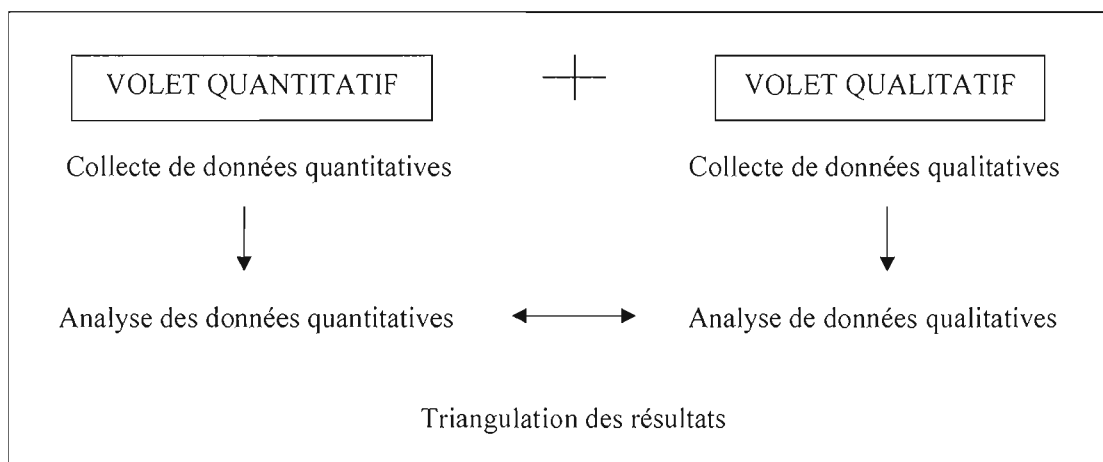 VOLET QUANTITATIF
VOLET QUALITATIF
Collecte de données quantitatives
Collecte de données qualitatives
Analyse des données quantitatives
Analyse de données qualitatives
Triangulation des résultats